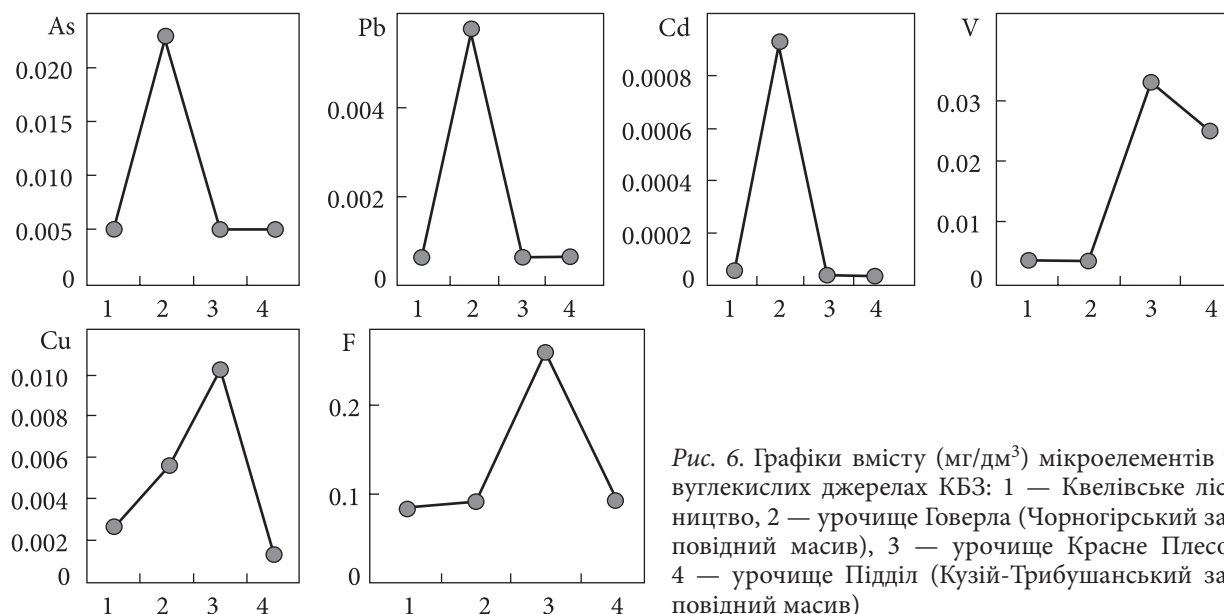 As
0.020
0.015
0.010
0.005
0
1 2 3 4
Pb
0.004
0.002
0
1 2 3 4
Cd
0.0008
0.0006
0.0004
0.0002
0
1 2 3 4
V
0.03
0.02
0.01
0
1 2 3 4
Cu
0.010
0.008
0.006
0.004
0.002
0
1 2 3 4
F
0.2
0.1
0
1 2 3 4
Рис. 6. Графіки вмісту (мг/дм³) мікроелементів
вуглекислих джерелах КБЗ: 1 — Квелівське ліс
ництво, 2 — урочище Говерла (Чорногірський за
повідний масив), 3 — урочище Красне Плесо
4 — урочище Підділ (Кузій-Трибушанський за
повідний масив)